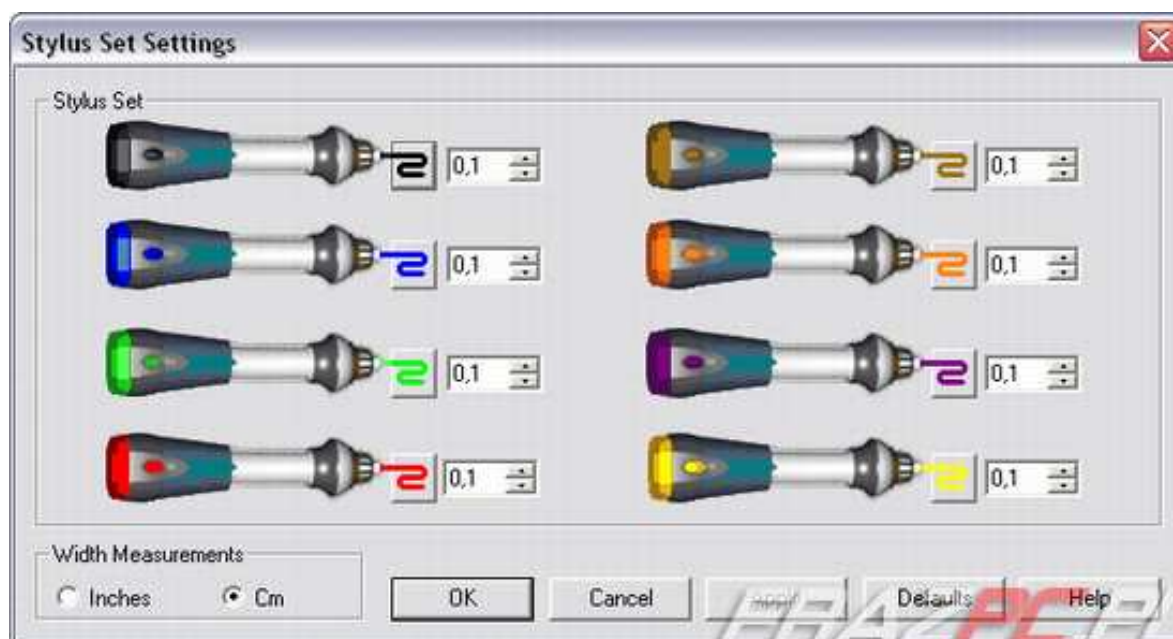 Stylus Set Settings
Stylus Set
0,1 0,1
0,1 0,1
0,1 0,1
0,1 0,1
Width Measurements
Inches Cm OK Cancel Apply Defaults Help